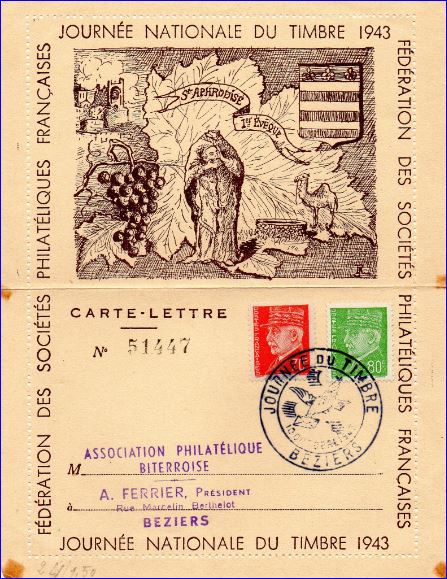 JOURNÉE NATIONALE DU TIMBRE 1943
FÉDÉRATION DES SOCIÉTÉS PHILATÉLIQUES FRANÇAISES
FÉDÉRATION DES SOCIÉTÉS PHILATÉLIQUES FRANÇAISES
St APHRODISE
1er Évêque
CARTE-LETTRE
No 51447
80c
JOURNÉE DU TIMBRE
BEZIERS
ASSOCIATION PHILATÉLIQUE
M BITERROISE
A. FERRIER, PRÉSIDENT
à Rue Marcelin Berthelot
BEZIERS
JOURNÉE NATIONALE DU TIMBRE 1943